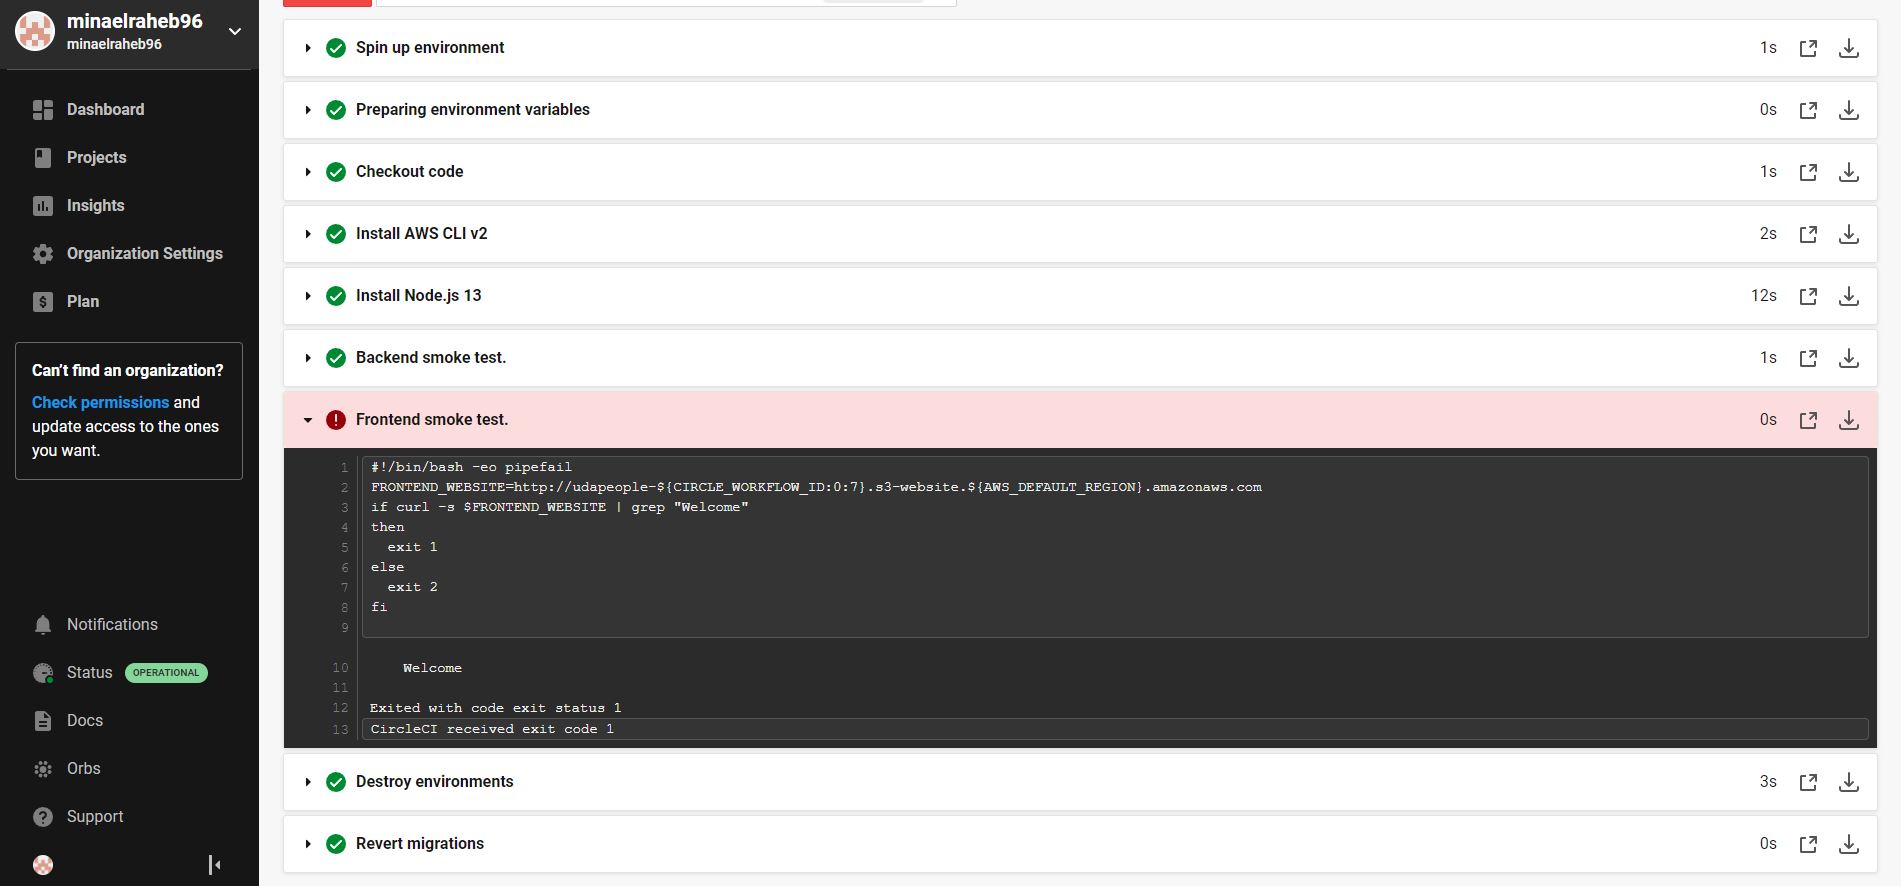 minaelraheb96
minaelraheb96
Dashboard
Projects
Insights
Organization Settings
Plan
Can't find an organization?
Check permissions and
update access to the ones
you want.
Notifications
Status OPERATIONAL
Docs
Orbs
Support
Spin up environment 1s
Preparing environment variables 0s
Checkout code 1s
Install AWS CLI v2 2s
Install Node.js 13 12s
Backend smoke test. 1s
Frontend smoke test. 0s
1 #!/bin/bash -eo pipefail
2 FRONTEND_WEBSITE=http://udapeople-${CIRCLE_WORKFLOW_ID:0:7}.s3-website.${AWS_DEFAULT_REGION}.amazonaws.com
3 if curl -s $FRONTEND_WEBSITE | grep "Welcome"
4 then
5   exit 1
6 else
7   exit 2
8 fi
9
10     Welcome
11
12 Exited with code exit status 1
13 CircleCI received exit code 1
Destroy environments 3s
Revert migrations 0s